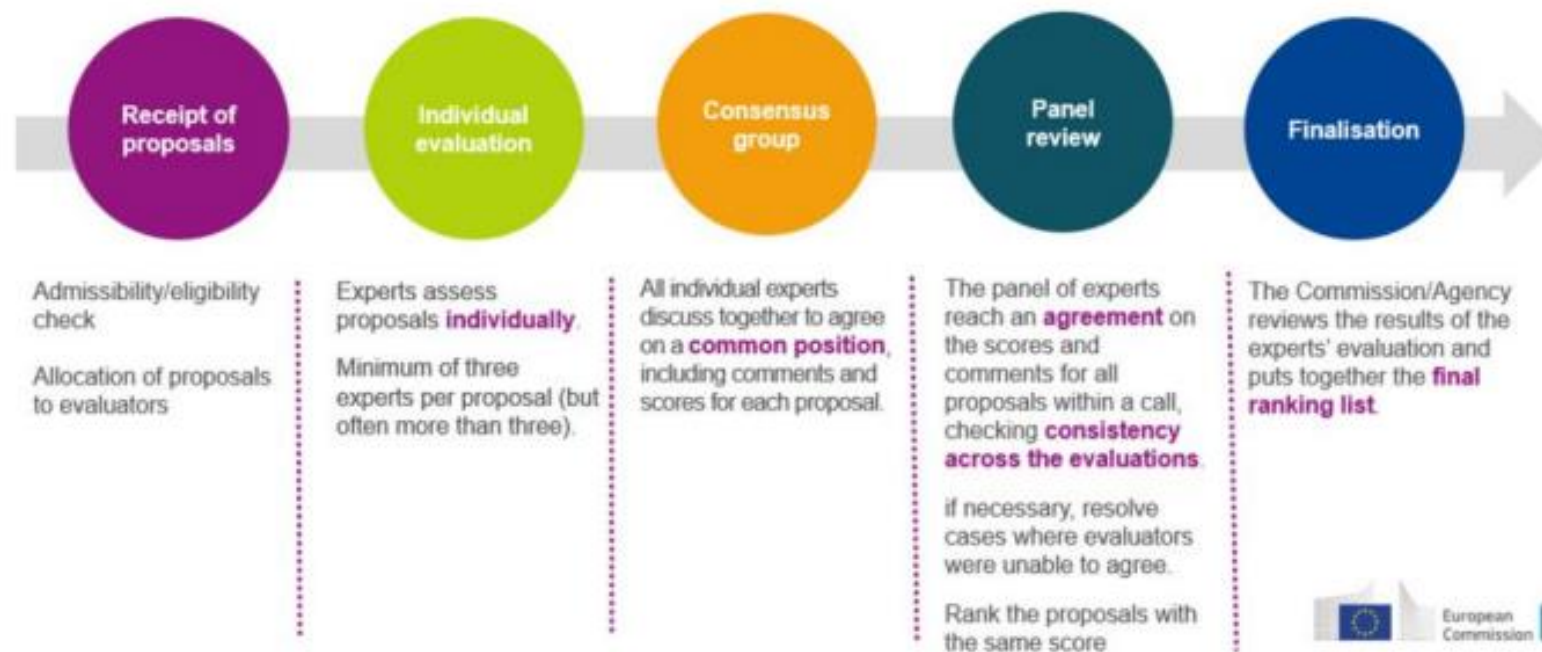 Receipt of
proposals
Individual
evaluation
Consensus
group
Panel
review
Finalisation
Admissibility/eligibility
check
Allocation of proposals
to evaluators
Experts assess
proposals individually.
Minimum of three
experts per proposal (but
often more than three).
All individual experts
discuss together to agree
on a common position,
including comments and
scores for each proposal.
The panel of experts
reach an agreement on
the scores and
comments for all
proposals within a call,
checking consistency
across the evaluations.
if necessary, resolve
cases where evaluators
were unable to agree.
Rank the proposals with
the same score
The Commission/Agency
reviews the results of the
experts' evaluation and
puts together the final
ranking list.
European
Commission